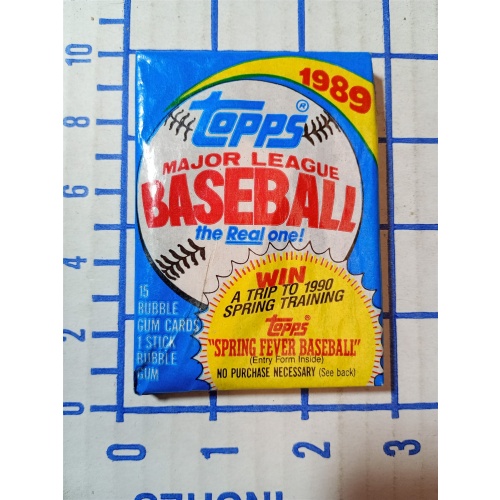 1989
topps®
MAJOR LEAGUE
BASEBALL
the Real one!
WIN
A TRIP TO 1990
SPRING TRAINING
topps
"SPRING FEVER BASEBALL"
(Entry Form Inside)
NO PURCHASE NECESSARY (See back)
15
BUBBLE
GUM CARDS
1 STICK
BUBBLE
GUM
10
8
6
4
2
0
0
1
2
3
INCHES